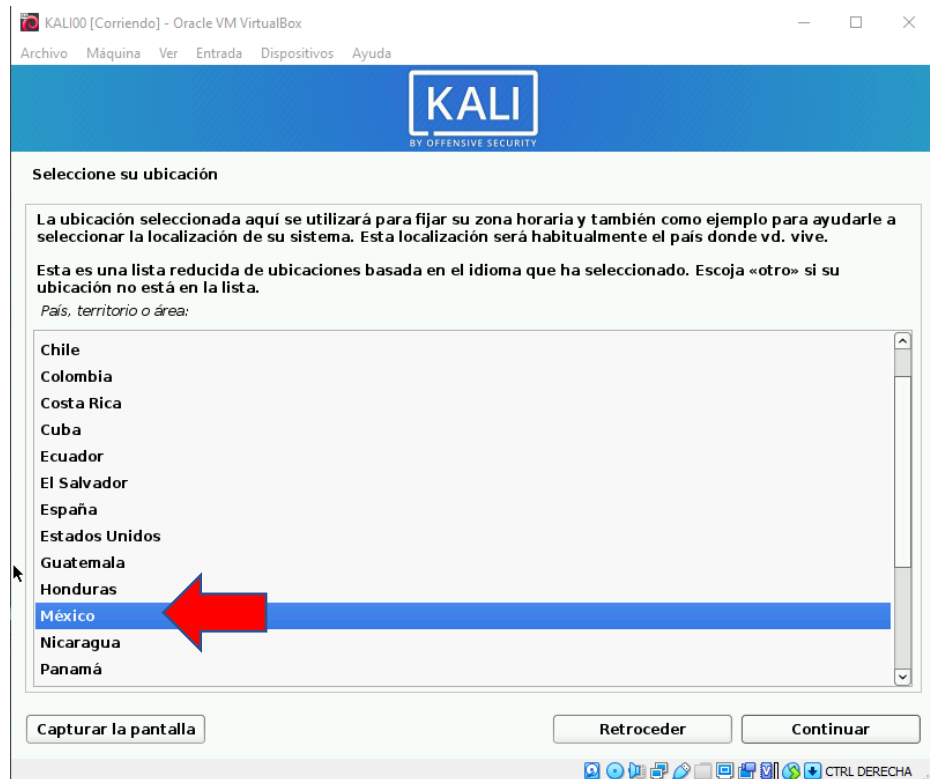 KALI00 [Corriendo] - Oracle VM VirtualBox
Archivo Máquina Ver Entrada Dispositivos Ayuda
KALI
BY OFFENSIVE SECURITY
Seleccione su ubicación
La ubicación seleccionada aquí se utilizará para fijar su zona horaria y también como ejemplo para ayudarle a
seleccionar la localización de su sistema. Esta localización será habitualmente el país donde vd. vive.
Esta es una lista reducida de ubicaciones basada en el idioma que ha seleccionado. Escoja «otro» si su
ubicación no está en la lista.
País, territorio o área:
Chile
Colombia
Costa Rica
Cuba
Ecuador
El Salvador
España
Estados Unidos
Guatemala
Honduras
México
Nicaragua
Panamá
Capturar la pantalla
Retroceder
Continuar
CTRL DERECHA